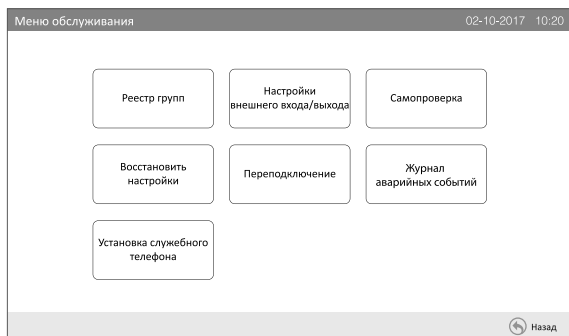 Меню обслуживания 02-10-2017 10:20
Реестр групп
Настройки
внешнего входа/выхода
Самопроверка
Восстановить
настройки
Переподключение
Журнал
аварийных событий
Установка служебного
телефона
Назад